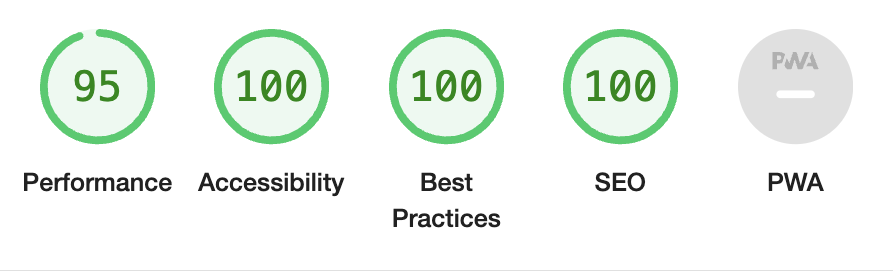 95
100
100
100
PWA
Performance
Accessibility
Best
Practices
SEO
PWA